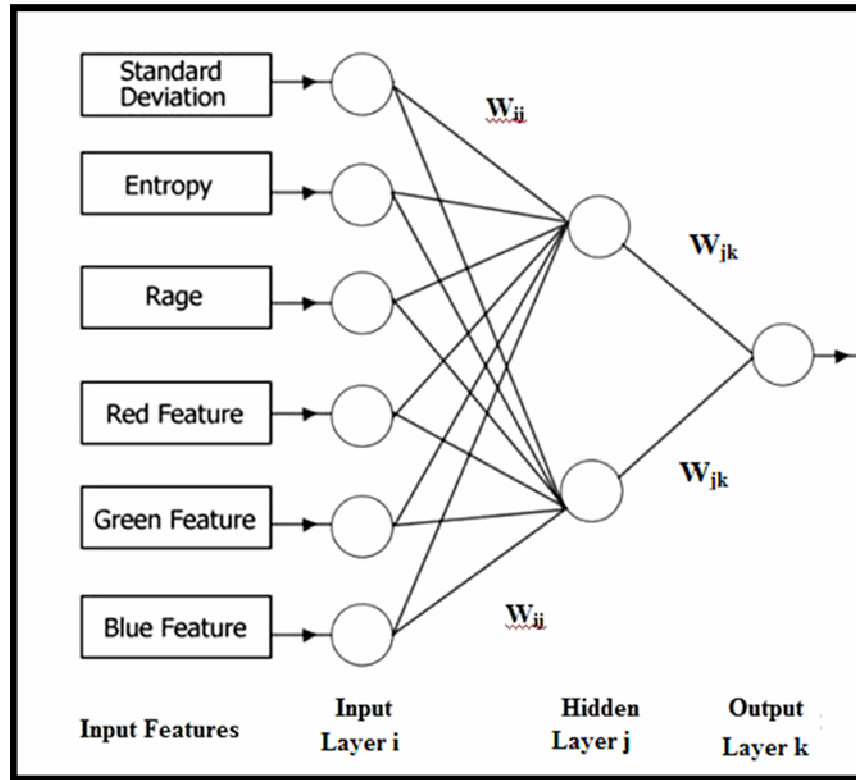 Standard
Deviation
Entropy
Rage
Red Feature
Green Feature
Blue Feature
Wij
Wjk
Wjk
Wij
Input Features
Input
Layer i
Hidden
Layer j
Output
Layer k